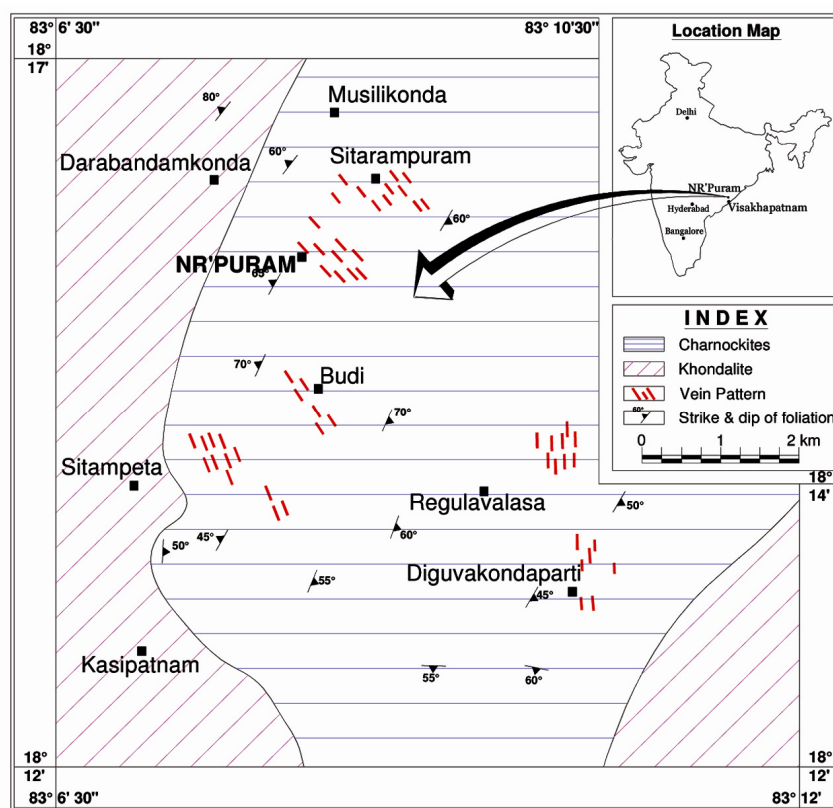 83° 6' 30"
83° 10'30"
18°
17'
Location Map
Delhi
NR'Puram
Hyderabad
Visakhapatnam
Bangalore
80°
Musilikonda
60°
Darabandamkonda
Sitarampuram
60°
NR'PURAM
65°
INDEX
Charnockites
Khondalite
Vein Pattern
60°
Strike & dip of foliation
0 1 2 km
70°
Budi
70°
Sitampeta
18°
14'
Regulavalasa
50°
60°
45°
50°
Diguvakondaparti
55°
45°
Kasipatnam
55°
60°
18°
12'
18°
12'
83° 6' 30"
83° 12'